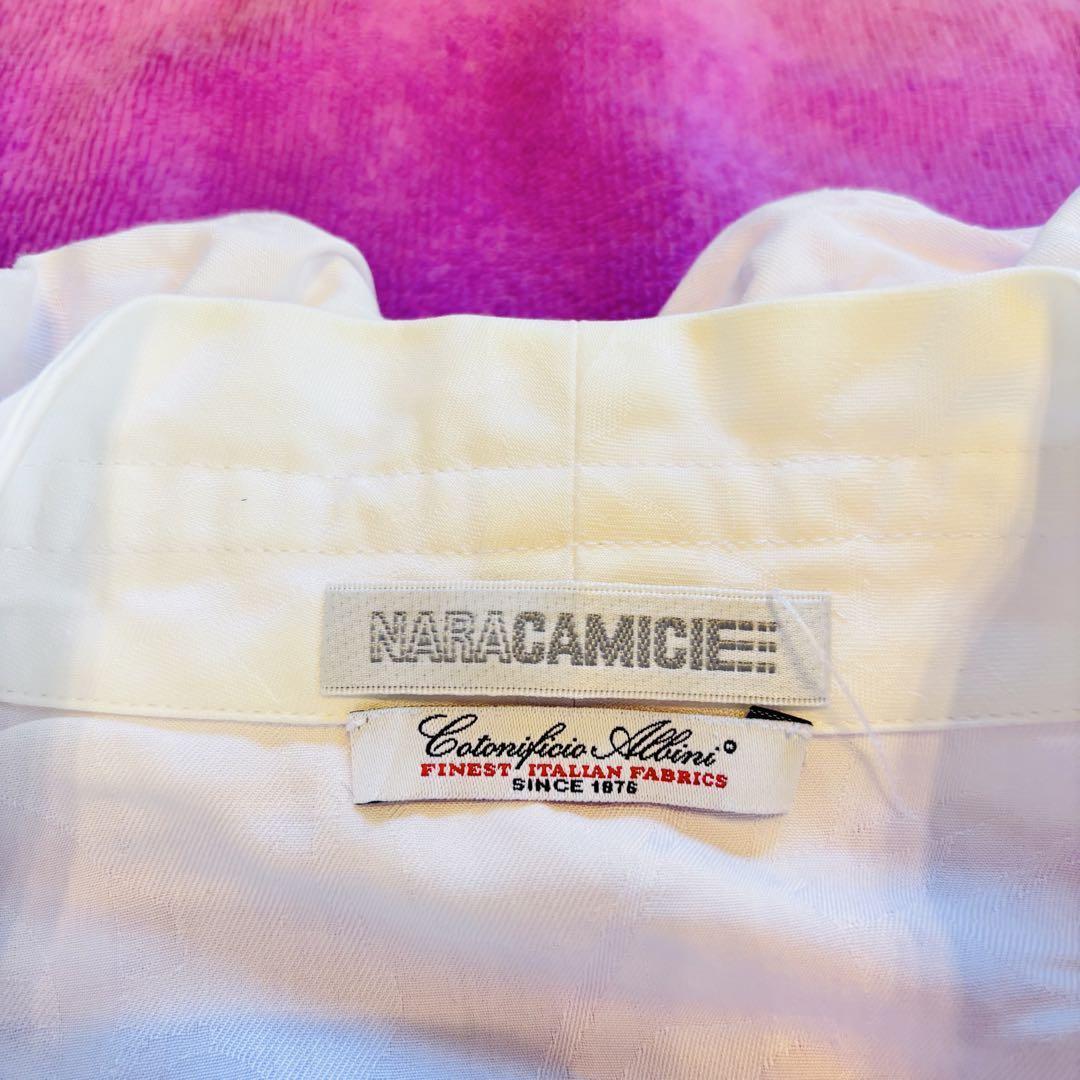 NARACAMICIE
Cotonificio Albini®
FINEST ITALIAN FABRICS
SINCE 1876